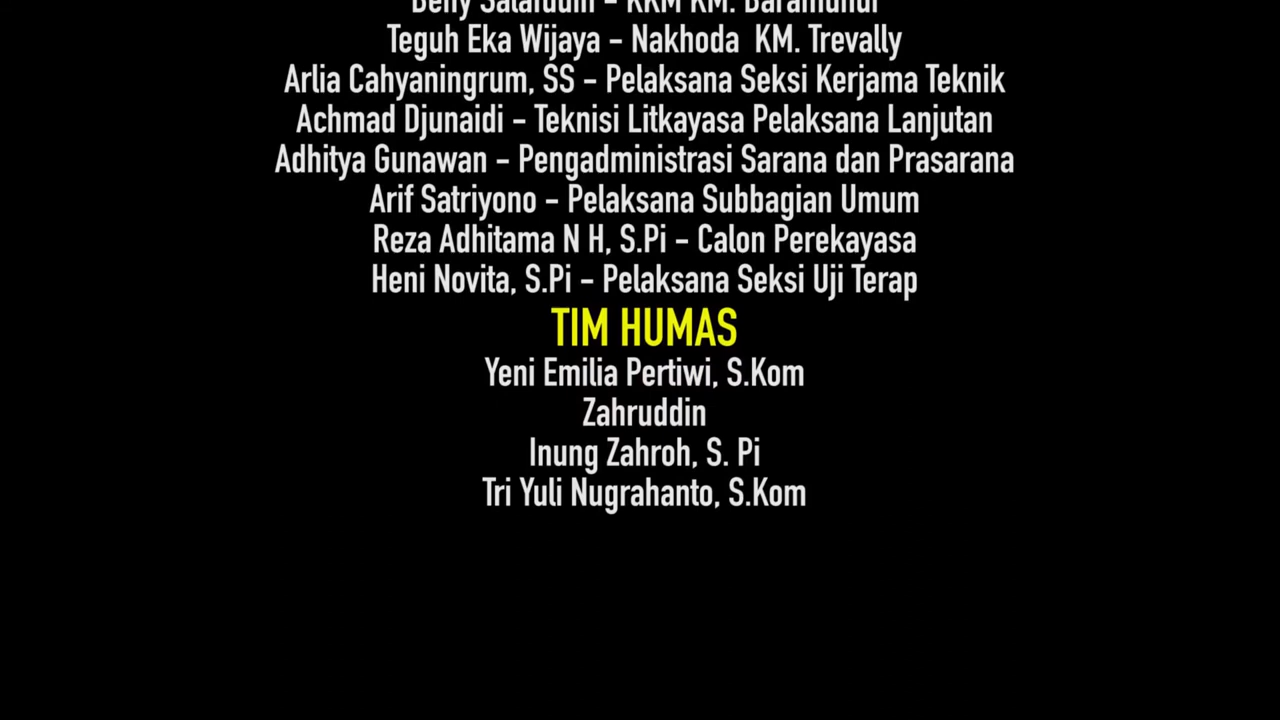 Teguh Eka Wijaya - Nakhoda KM. Trevally
Arlia Cahyaningrum, SS - Pelaksana Seksi Kerjama Teknik
Achmad Djunaidi - Teknisi Litkayasa Pelaksana Lanjutan
Adhitya Gunawan - Pengadministrasi Sarana dan Prasarana
Arif Satriyono - Pelaksana Subbagian Umum
Reza Adhitama N H, S.Pi - Calon Perekayasa
Heni Novita, S.Pi - Pelaksana Seksi Uji Terap
TIM HUMAS
Yeni Emilia Pertiwi, S.Kom
Zahruddin
Inung Zahroh, S. Pi
Tri Yuli Nugrahanto, S.Kom